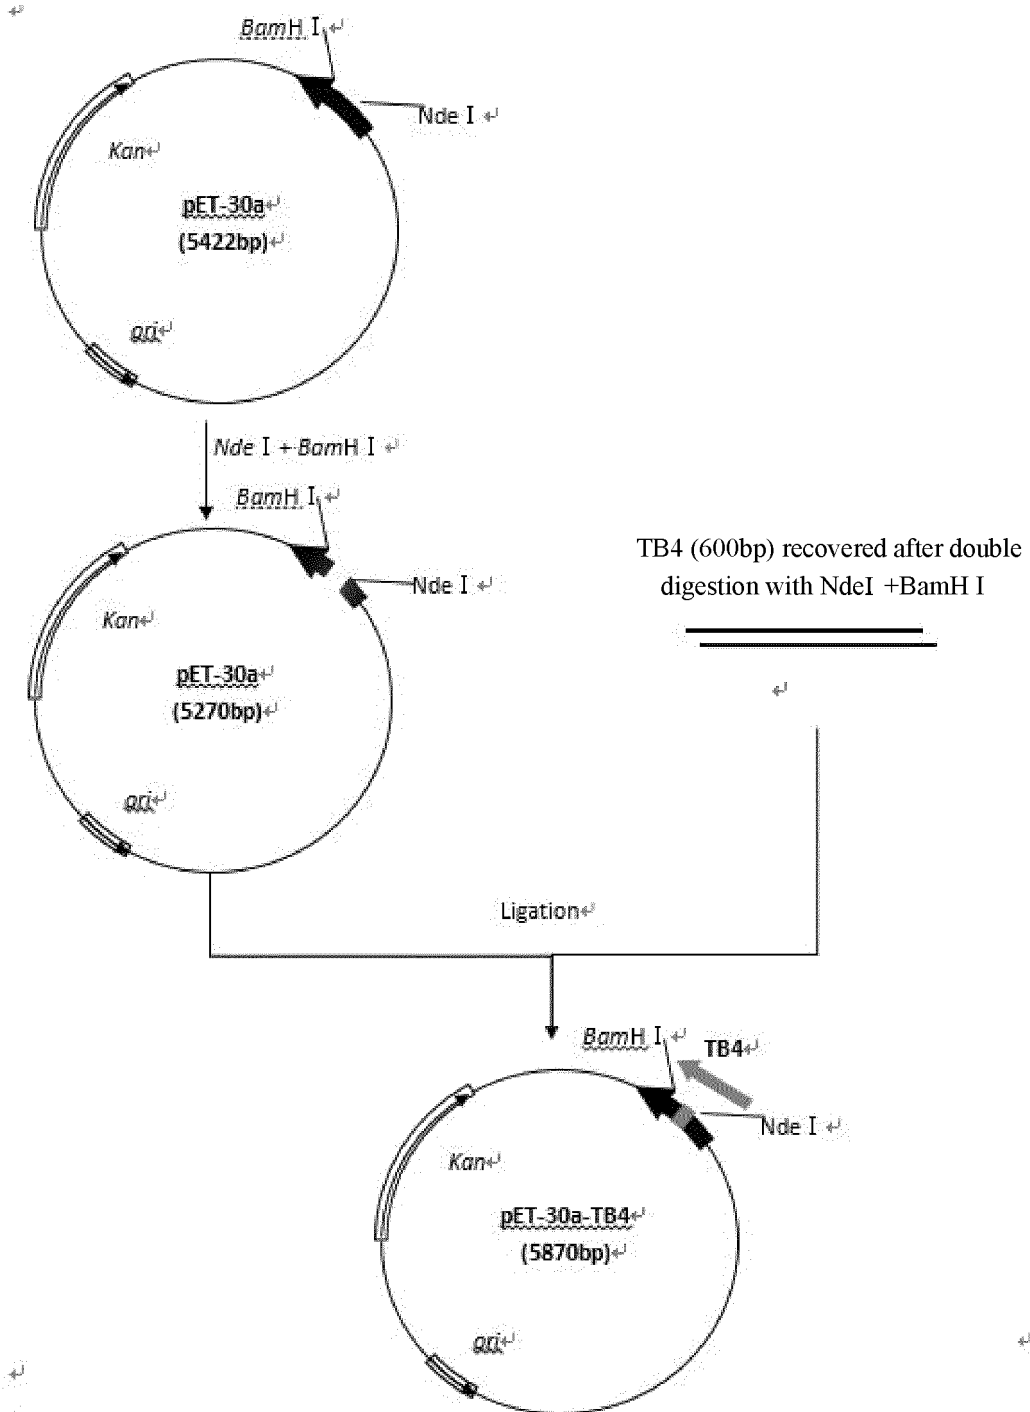 BamH I
Nde I
Kan
pET-30a
(5422bp)
ori
Nde I + BamH I
BamH I
TB4 (600bp) recovered after double
digestion with NdeI +BamH I
Nde I
Kan
pET-30a
(5270bp)
ori
Ligation
BamH I
TB4
Nde I
Kan
pET-30a-TB4
(5870bp)
ori